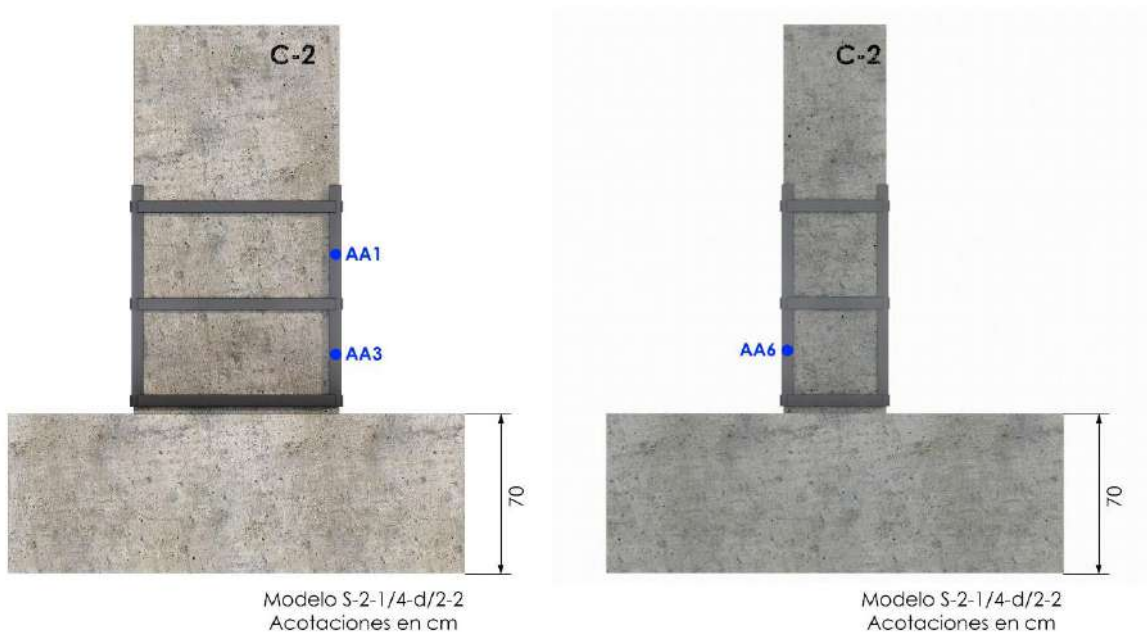 C-2
AA1
AA3
70
Modelo S-2-1/4-d/2-2
Acotaciones en cm
C-2
AA6
70
Modelo S-2-1/4-d/2-2
Acotaciones en cm